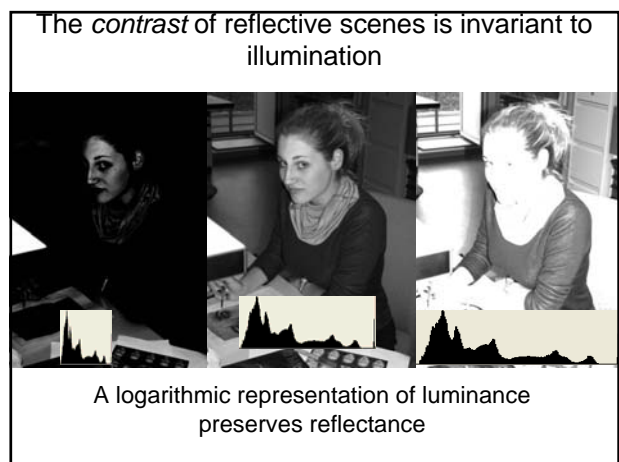 The contrast of reflective scenes is invariant to
illumination
A logarithmic representation of luminance
preserves reflectance